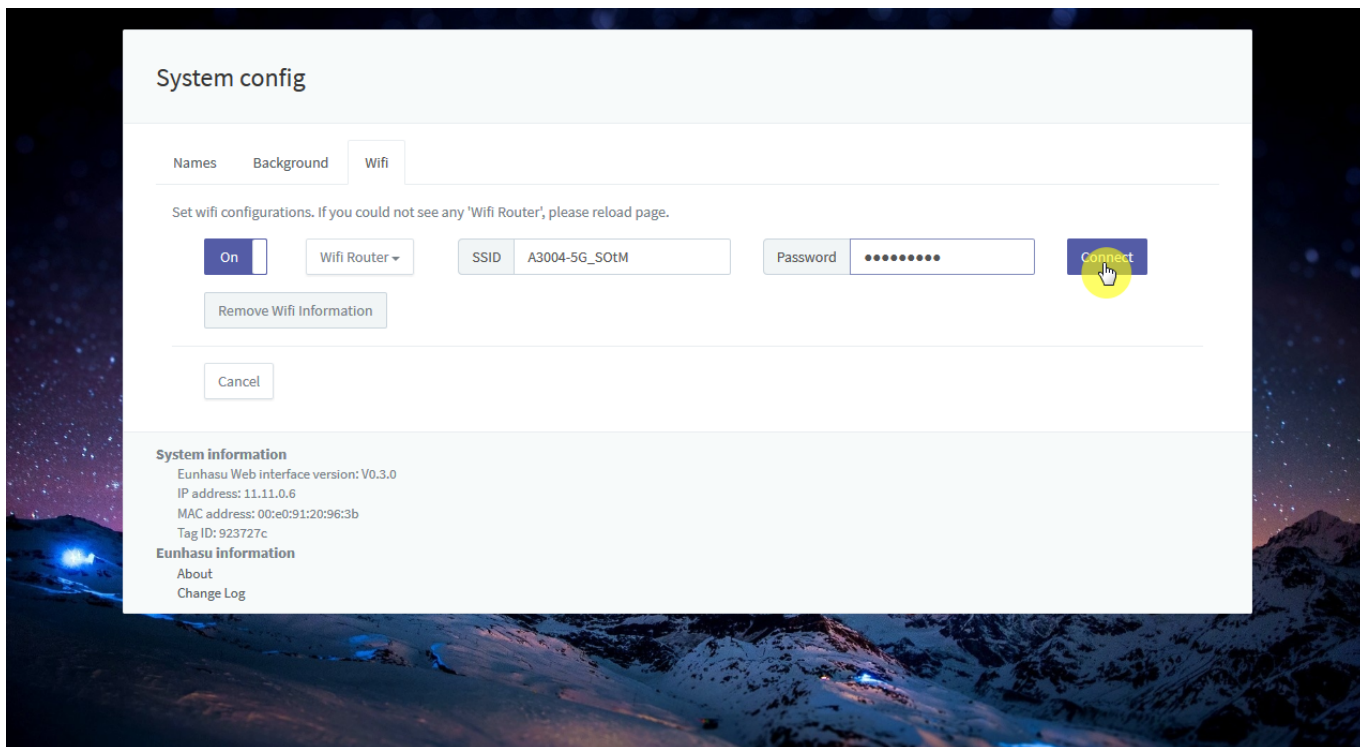 System config
Names Background Wifi
Set wifi configurations. If you could not see any 'Wifi Router', please reload page.
On Wifi Router SSID A3004-5G_SOtM Password ●●●●●●●●● Connect
Remove Wifi Information
Cancel
System information
Eunhasu Web interface version: V0.3.0
IP address: 11.11.0.6
MAC address: 00:e0:91:20:96:3b
Tag ID: 923727c
Eunhasu information
About
Change Log